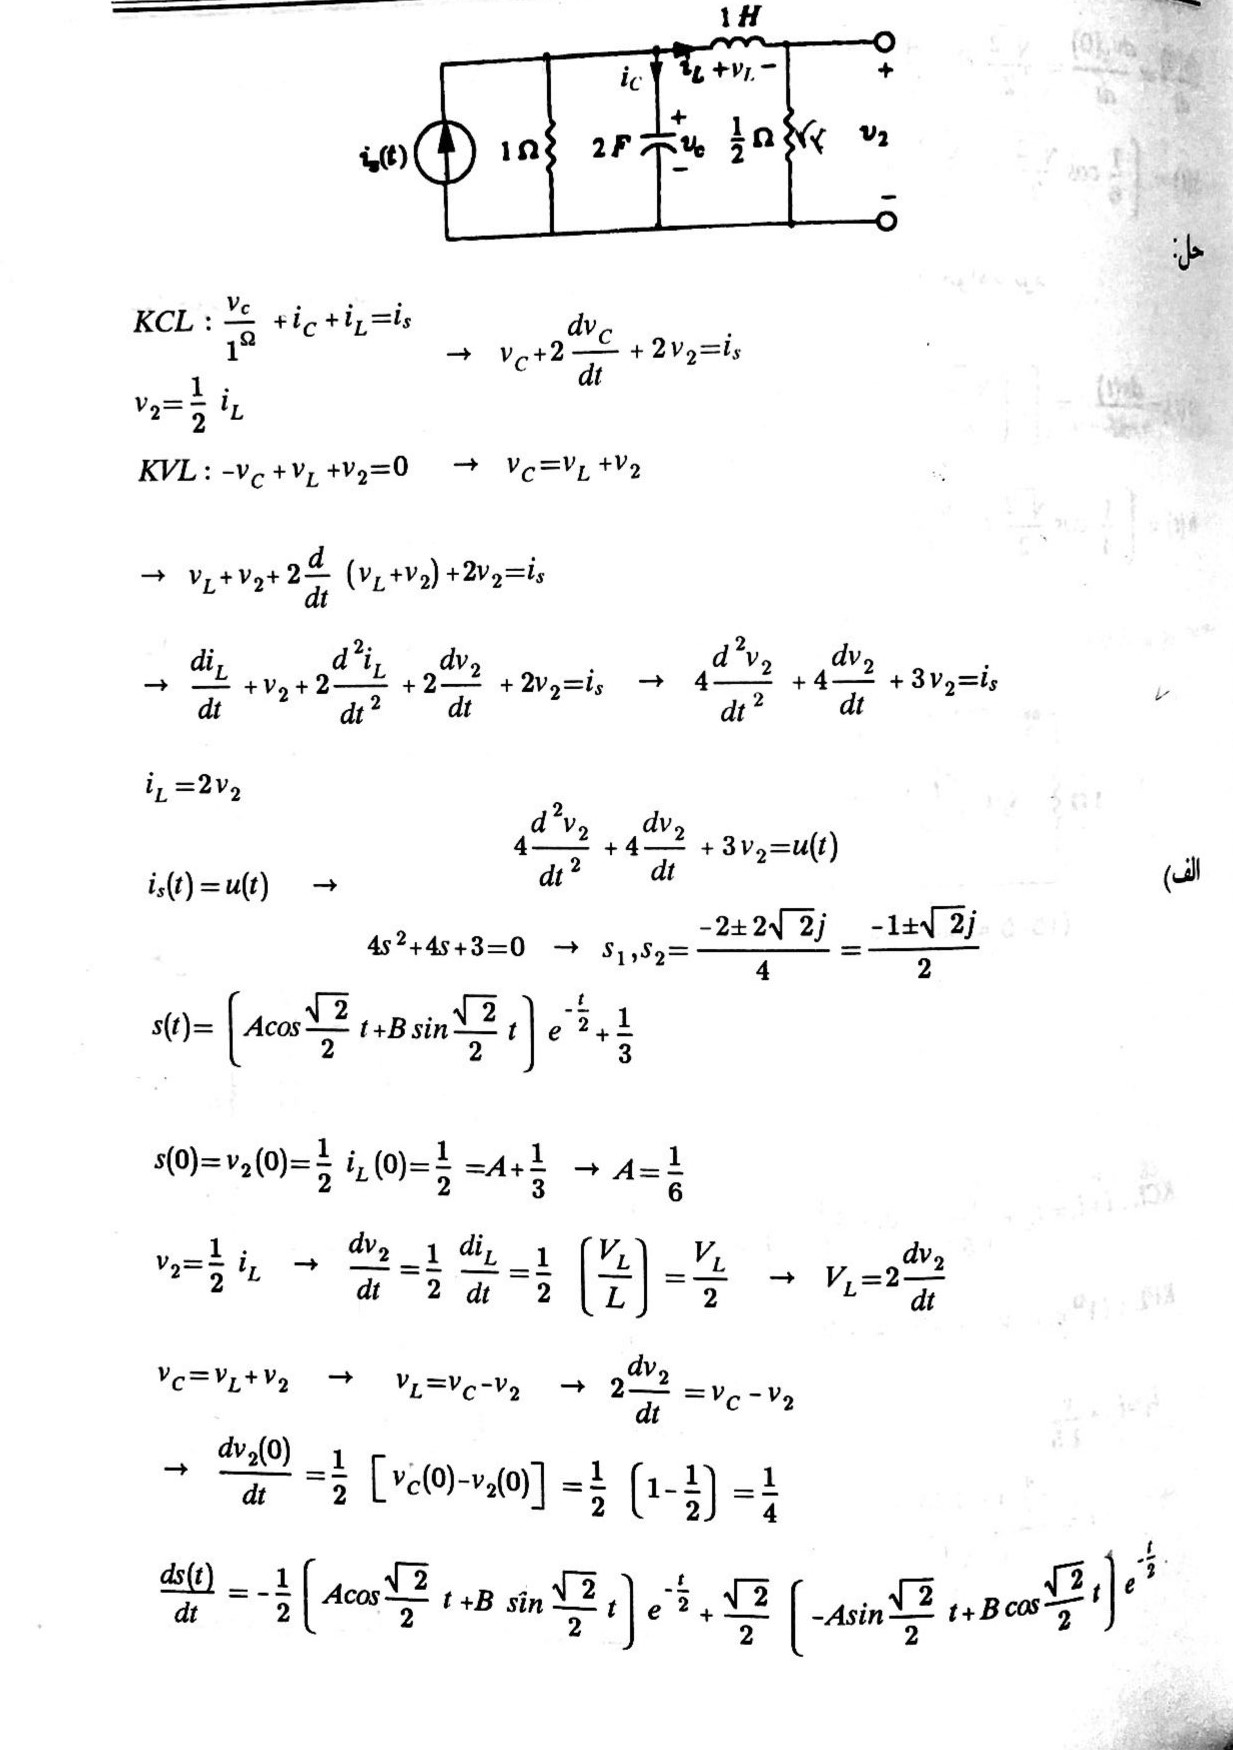 1 H
i_C i_L + v_L −
+
i_s(t) 1Ω 2 F + v_c − 1/2 Ω v_2
−
حل:
KCL : v_c/1^Ω + i_C + i_L = i_s → v_C + 2 dv_C/dt + 2v_2 = i_s
v_2 = 1/2 i_L
KVL : -v_C + v_L + v_2 = 0 → v_C = v_L + v_2
→ v_L + v_2 + 2 d/dt (v_L + v_2) + 2v_2 = i_s
→ di_L/dt + v_2 + 2 d²i_L/dt² + 2 dv_2/dt + 2v_2 = i_s → 4 d²v_2/dt² + 4 dv_2/dt + 3v_2 = i_s
i_L = 2v_2
i_s(t) = u(t) → 4 d²v_2/dt² + 4 dv_2/dt + 3v_2 = u(t) الف)
4s² + 4s + 3 = 0 → s_1 , s_2 = (-2 ± 2√2 j)/4 = (-1 ± √2 j)/2
s(t) = (A cos √2/2 t + B sin √2/2 t) e^(-t/2) + 1/3
s(0) = v_2(0) = 1/2 i_L(0) = 1/2 = A + 1/3 → A = 1/6
v_2 = 1/2 i_L → dv_2/dt = 1/2 di_L/dt = 1/2 (V_L/L) = V_L/2 → V_L = 2 dv_2/dt
v_C = v_L + v_2 → v_L = v_C - v_2 → 2 dv_2/dt = v_C - v_2
→ dv_2(0)/dt = 1/2 [v_C(0) - v_2(0)] = 1/2 (1 - 1/2) = 1/4
ds(t)/dt = -1/2 (A cos √2/2 t + B sin √2/2 t) e^(-t/2) + √2/2 (-A sin √2/2 t + B cos √2/2 t) e^(-t/2)